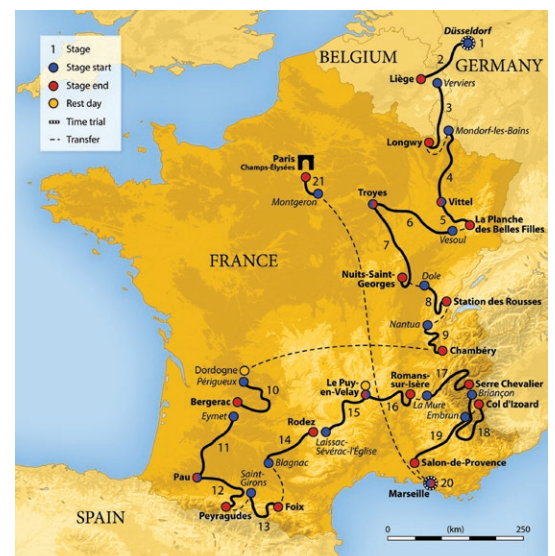 1 Stage
Stage start
Stage end
Rest day
Time trial
Transfer
Düsseldorf
1
BELGIUM
GERMANY
2
Liège
Verviers
3
Longwy
Mondorf-les-Bains
Paris
Champs-Élysées
21
Montgeron
4
Troyes
Vittel
5
La Planche
des Belles Filles
6
Vesoul
7
FRANCE
Nuits-Saint-
Georges
Dole
8
Station des Rousses
Nantua
9
Chambéry
Dordogne
Périgueux
10
Bergerac
Eymet
11
Le Puy-
en-Velay
Romans-
sur-Isère
17
Serre Chevalier
La Mure
Briançon
Embrun
Col d'Izoard
16
15
18
19
Rodez
14
Laissac-
Sévérac-l'Église
Blagnac
Salon-de-Provence
Marseille
20
Pau
12
Saint-
Girons
Peyragudes
13
Foix
SPAIN
0
(km)
250